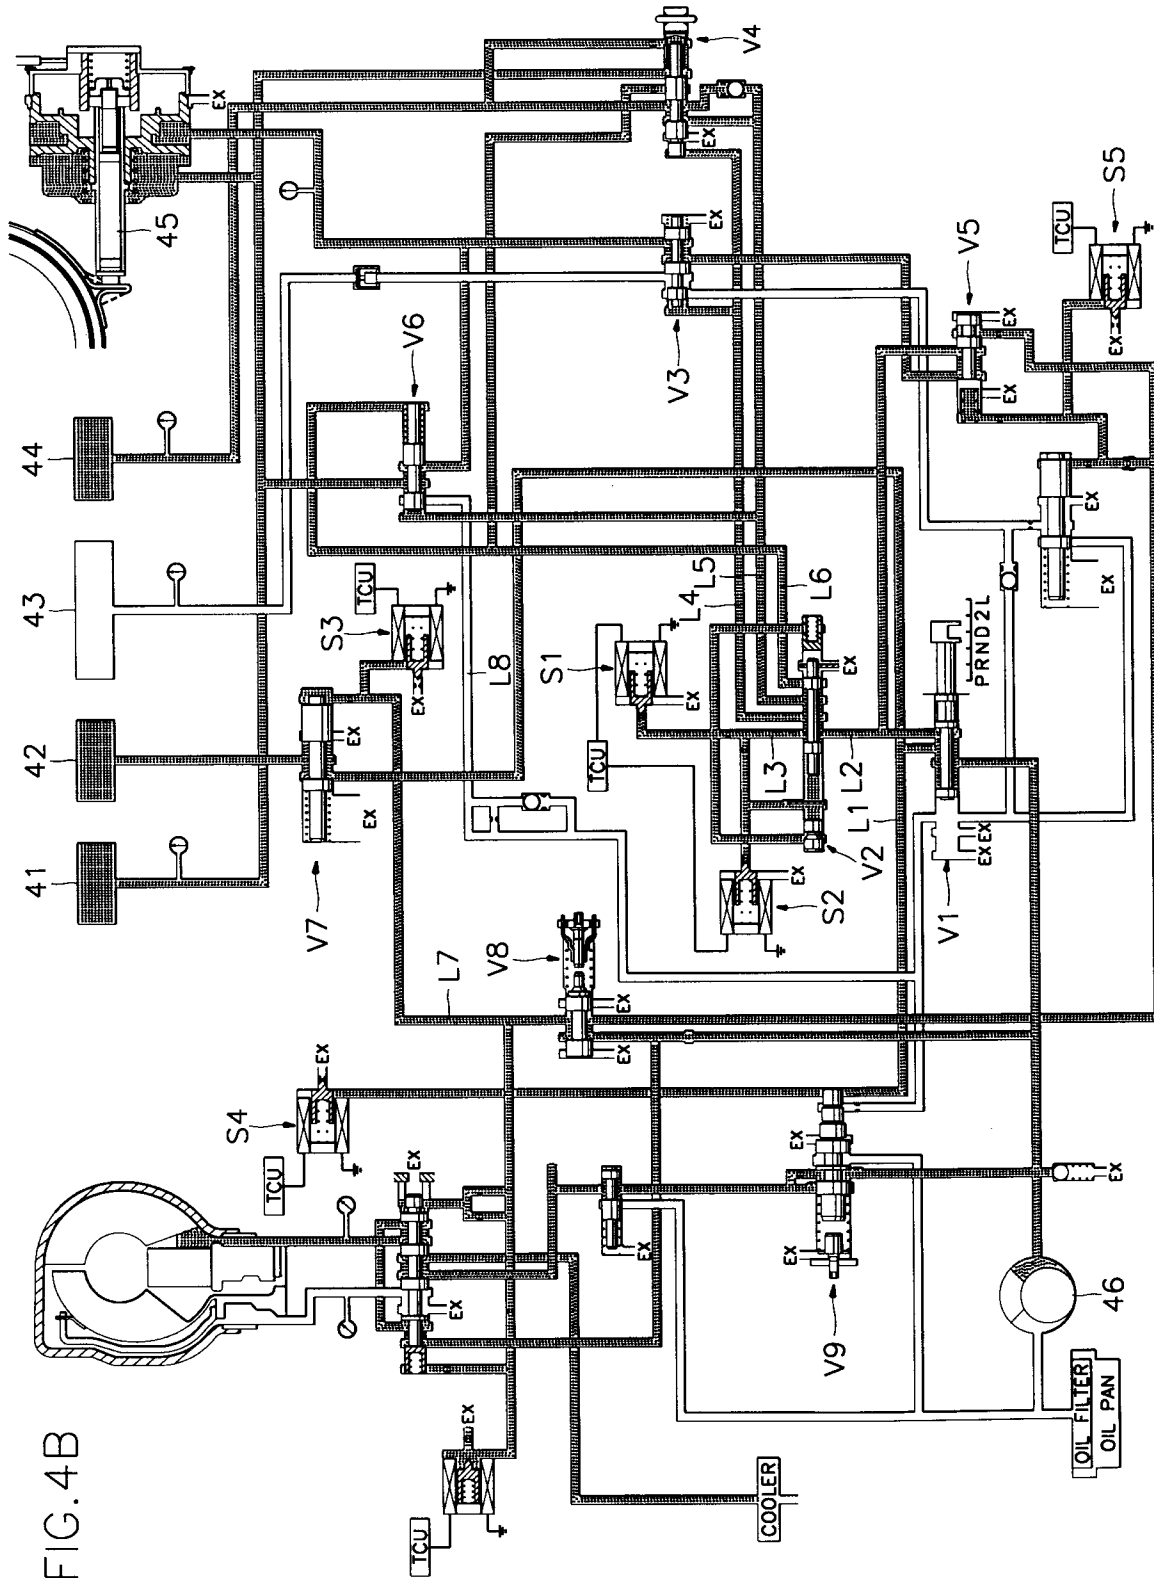 FIG.4B
TCU
EX
TCU
S4
EX
EX
EX
41
42
43
44
45
EX
V7
EX
EX
S3
TCU
EX
V6
L7
L8
V8
EX
EX
EX
COOLER
S1
TCU
EX
S2
EX
L3
L4
L5
L6
V2
EX
L2
L1
V3
EX
V4
EX
V9
EX
EX
V1
EX
EX
PRND2L
V5
EX
EX
S5
TCU
EX
EX
EX
46
EX
OIL FILTER
OIL PAN